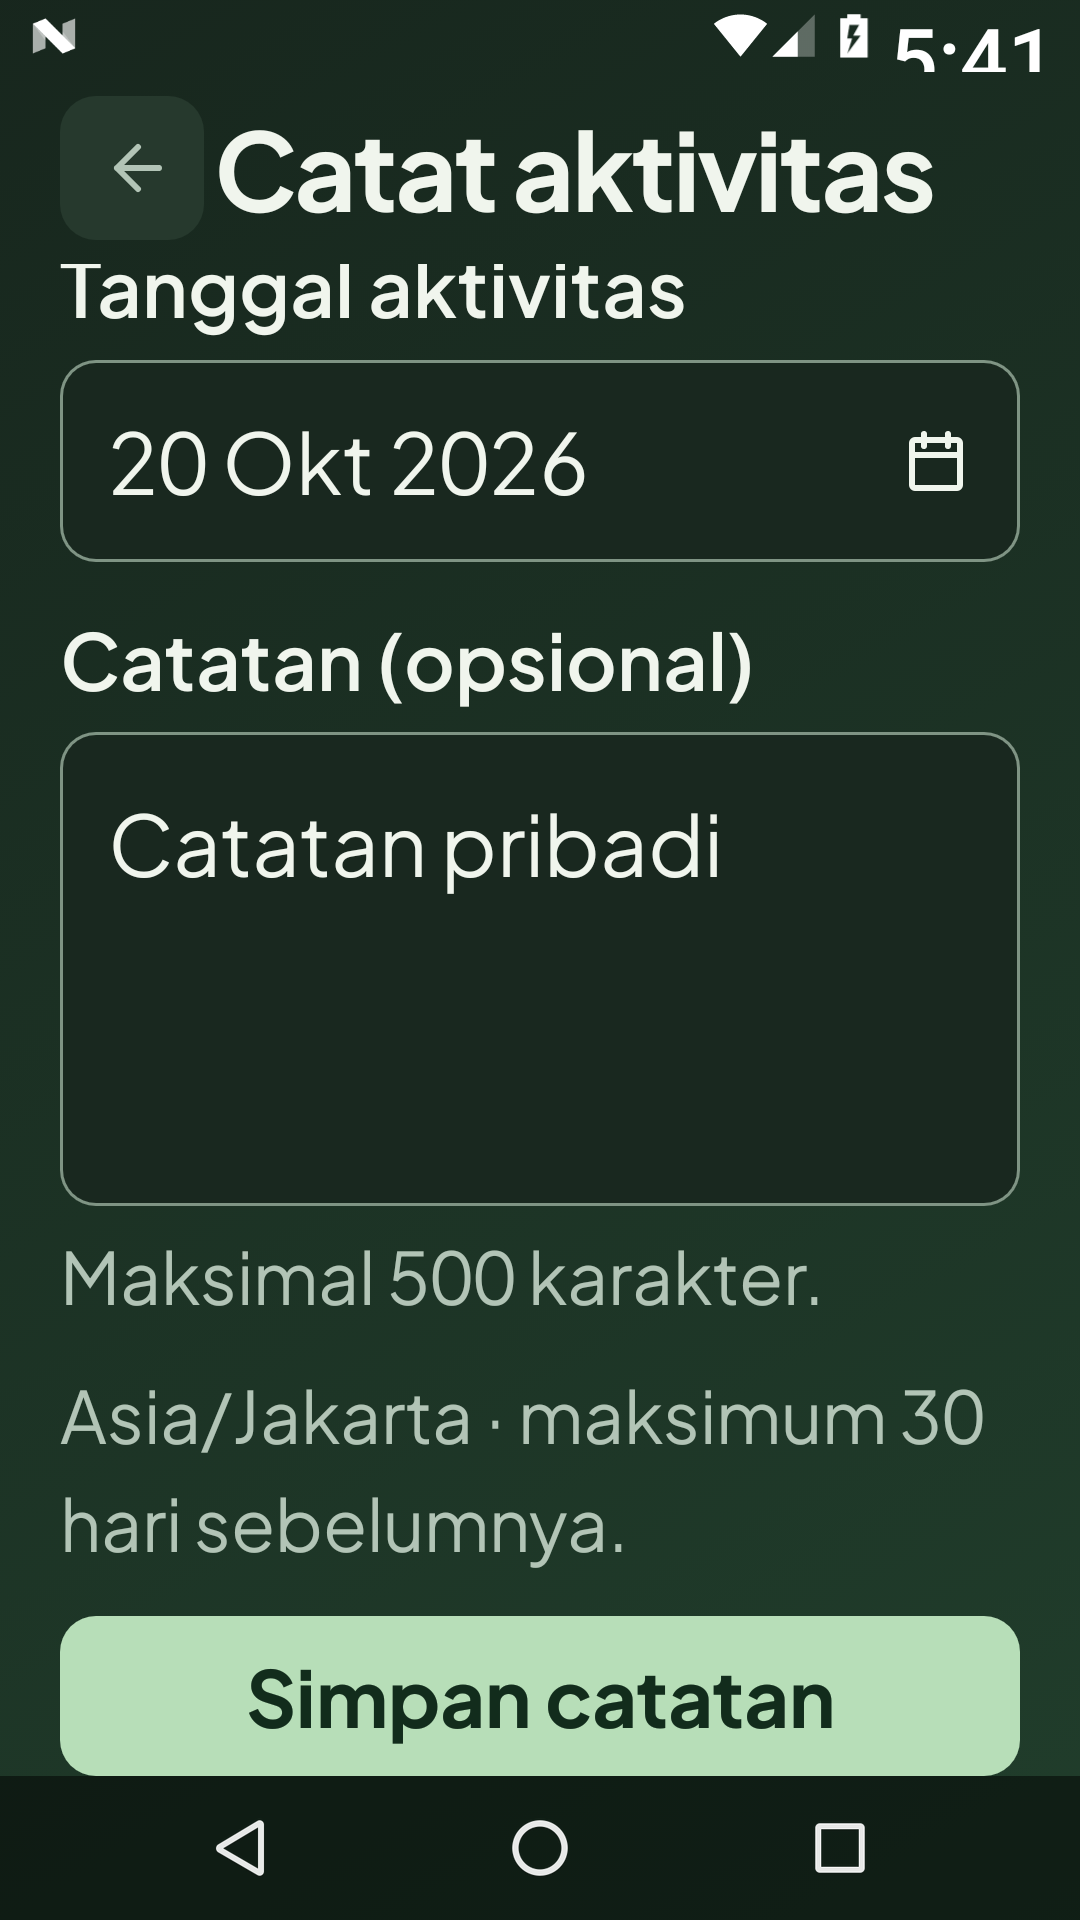 5:41
Catat aktivitas
Tanggal aktivitas
20 Okt 2026
Catatan (opsional)
Catatan pribadi
Maksimal 500 karakter.
Asia/Jakarta · maksimum 30
hari sebelumnya.
Simpan catatan